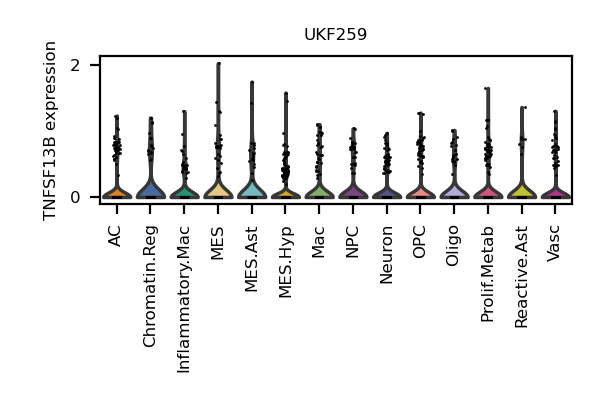 UKF259
TNFSF13B expression
2
0
AC
Chromatin.Reg
Inflammatory.Mac
MES
MES.Ast
MES.Hyp
Mac
NPC
Neuron
OPC
Oligo
Prolif.Metab
Reactive.Ast
Vasc